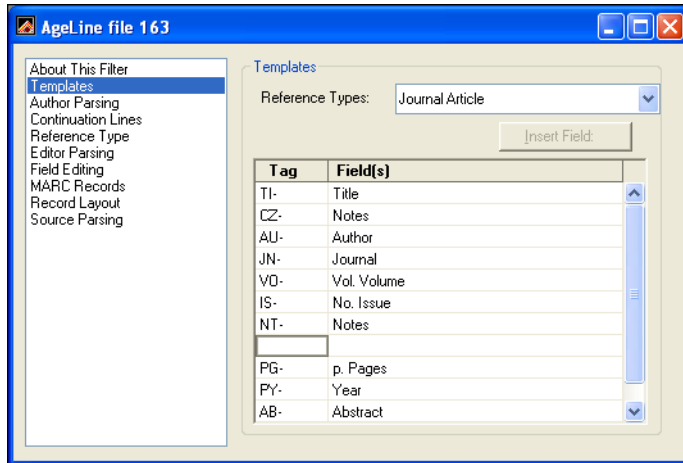 AgeLine file 163
About This Filter
Templates
Author Parsing
Continuation Lines
Reference Type
Editor Parsing
Field Editing
MARC Records
Record Layout
Source Parsing
Templates
Reference Types: Journal Article
Insert Field:
Tag Field(s)
TI- Title
CZ- Notes
AU- Author
JN- Journal
VO- Vol. Volume
IS- No. Issue
NT- Notes
PG- p. Pages
PY- Year
AB- Abstract